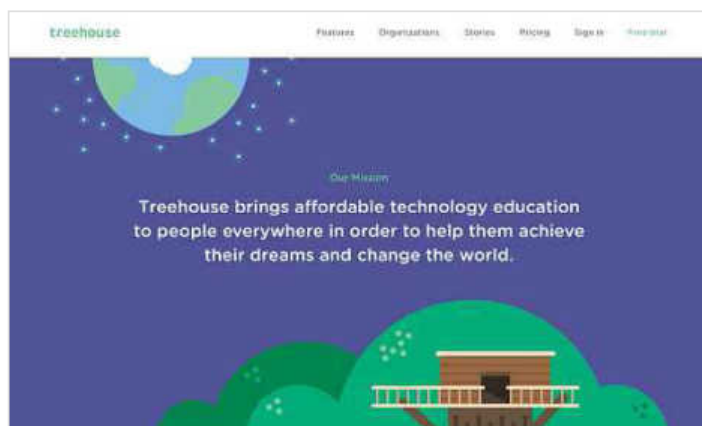 treehouse
Features Organizations Stories Pricing Sign in Free trial
Our Mission
Treehouse brings affordable technology education
to people everywhere in order to help them achieve
their dreams and change the world.